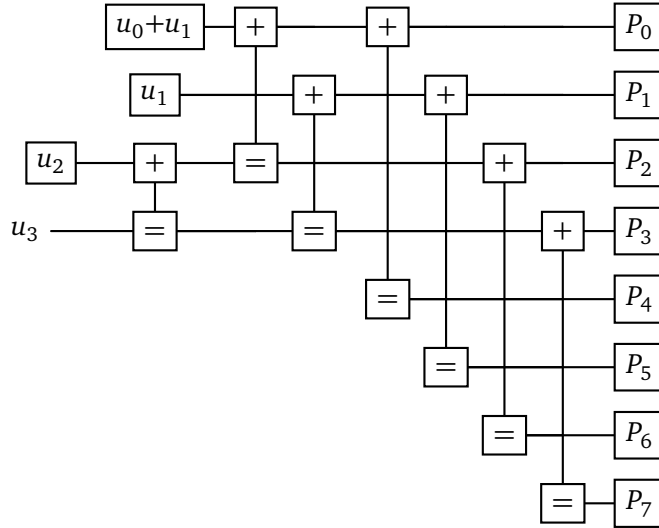 u₀+u₁ + + P₀
u₁ + + P₁
u₂ + = + P₂
u₃ = = + P₃
= P₄
= P₅
= P₆
= P₇